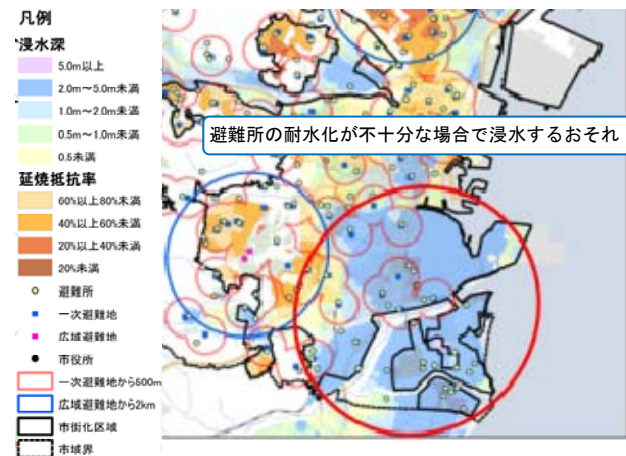 凡例
浸水深
5.0m以上
2.0m~5.0m未満
1.0m~2.0m未満
0.5m~1.0m未満
0.5未満
延焼抵抗率
60%以上80%未満
40%以上60%未満
20%以上40%未満
20%未満
避難所
一次避難地
広域避難地
市役所
一次避難地から500m
広域避難地から2km
市街化区域
市域界
避難所の耐水化が不十分な場合で浸水するおそれ